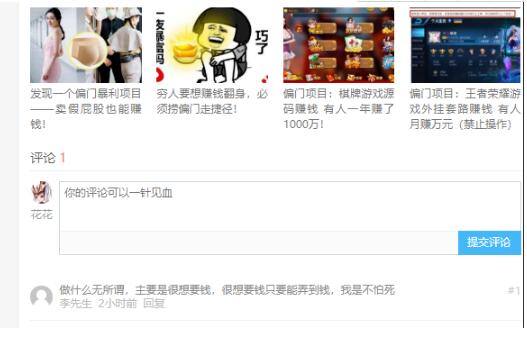 友暴富吗
巧了
发现一个偏门暴利项目
——卖假屁股也能赚
钱！
穷人要想赚钱翻身，必
须捞偏门走捷径！
偏门项目：棋牌游戏源
码赚钱 有人一年赚了
1000万！
偏门项目：王者荣耀游
戏外挂套路赚钱 有人
月赚万元（禁止操作）
评论 1
花花
你的评论可以一针见血
提交评论
做什么无所谓，主要是很想要钱，很想要钱只要能弄到钱，我是不怕死
#1
李先生 2小时前 回复